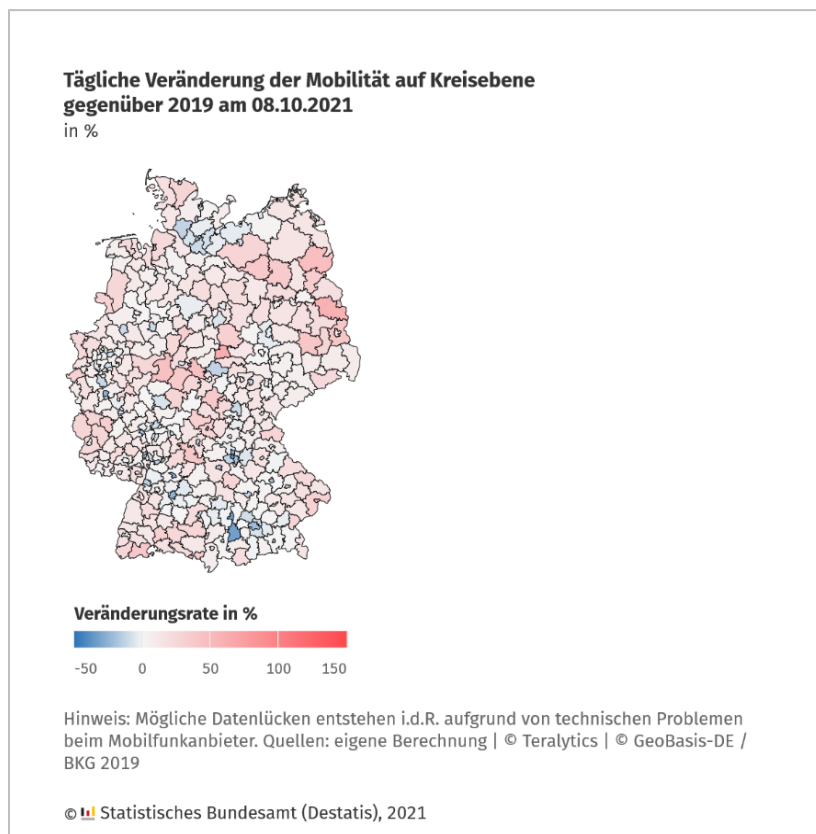 Tägliche Veränderung der Mobilität auf Kreisebene
gegenüber 2019 am 08.10.2021
in %
Veränderungsrate in %
-50 0 50 100 150
Hinweis: Mögliche Datenlücken entstehen i.d.R. aufgrund von technischen Problemen
beim Mobilfunkanbieter. Quellen: eigene Berechnung | © Teralytics | © GeoBasis-DE /
BKG 2019
© Statistisches Bundesamt (Destatis), 2021